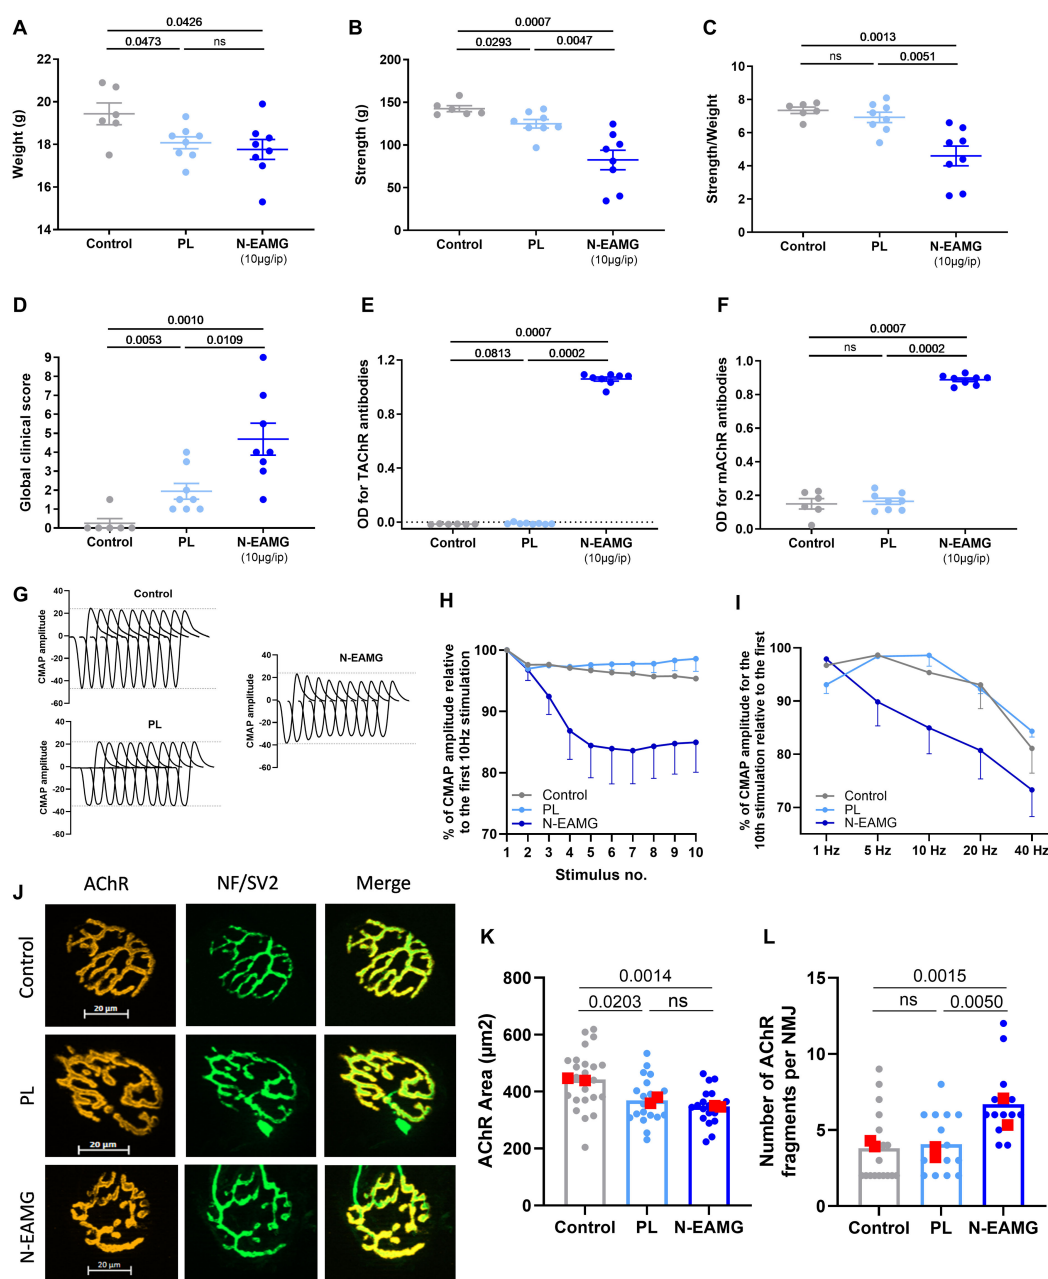 A
0.0426
0.0473
ns
Weight (g)
22
20
18
16
14
Control
PL
N-EAMG
(10µg/ip)
B
0.0007
0.0293
0.0047
Strength (g)
200
150
100
50
0
Control
PL
N-EAMG
(10µg/ip)
C
0.0013
ns
0.0051
Strength/Weight
10
8
6
4
2
0
Control
PL
N-EAMG
(10µg/ip)
D
0.0010
0.0053
0.0109
Global clinical score
9
8
7
6
5
4
3
2
1
0
Control
PL
N-EAMG
(10µg/ip)
E
0.0007
0.0813
0.0002
OD for TAChR antibodies
1.2
0.8
0.4
0.0
Control
PL
N-EAMG
(10µg/ip)
F
0.0007
ns
0.0002
OD for mAChR antibodies
1.0
0.8
0.6
0.4
0.2
0.0
Control
PL
N-EAMG
(10µg/ip)
G
Control
CMAP amplitude
40
20
0
-20
-40
-60
PL
CMAP amplitude
40
20
0
-20
-40
-60
N-EAMG
CMAP amplitude
40
20
0
-20
-40
-60
H
% of CMAP amplitude relative
to the first 10Hz stimulation
100
90
80
70
Control
PL
N-EAMG
1 2 3 4 5 6 7 8 9 10
Stimulus no.
I
% of CMAP amplitude for the
10th stimulation relative to the first
100
90
80
70
Control
PL
N-EAMG
1 Hz 5 Hz 10 Hz 20 Hz 40 Hz
J
AChR
NF/SV2
Merge
Control
20 µm
PL
20 µm
N-EAMG
20 µm
K
0.0014
0.0203
ns
AChR Area (µm2)
800
600
400
200
0
Control
PL
N-EAMG
L
0.0015
ns
0.0050
Number of AChR
fragments per NMJ
15
10
5
0
Control
PL
N-EAMG